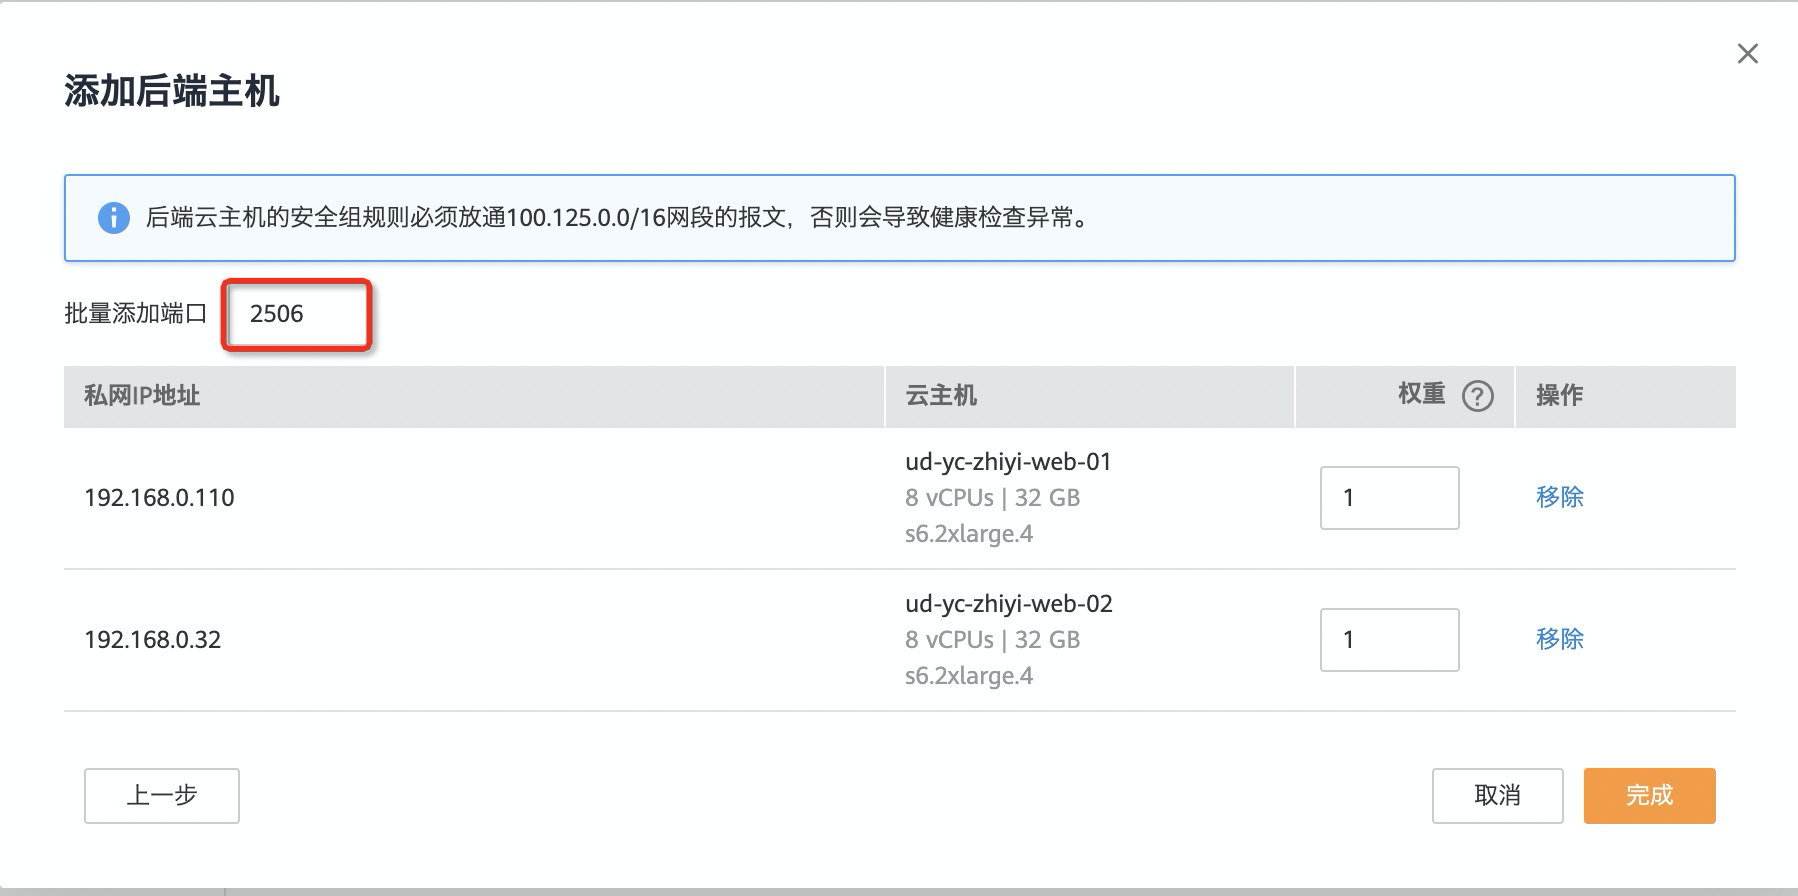 添加后端主机
后端云主机的安全组规则必须放通100.125.0.0/16网段的报文，否则会导致健康检查异常。
批量添加端口 2506
私网IP地址 云主机 权重 ? 操作
ud-yc-zhiyi-web-01
192.168.0.110 8 vCPUs | 32 GB 1 移除
s6.2xlarge.4
ud-yc-zhiyi-web-02
192.168.0.32 8 vCPUs | 32 GB 1 移除
s6.2xlarge.4
上一步 取消 完成